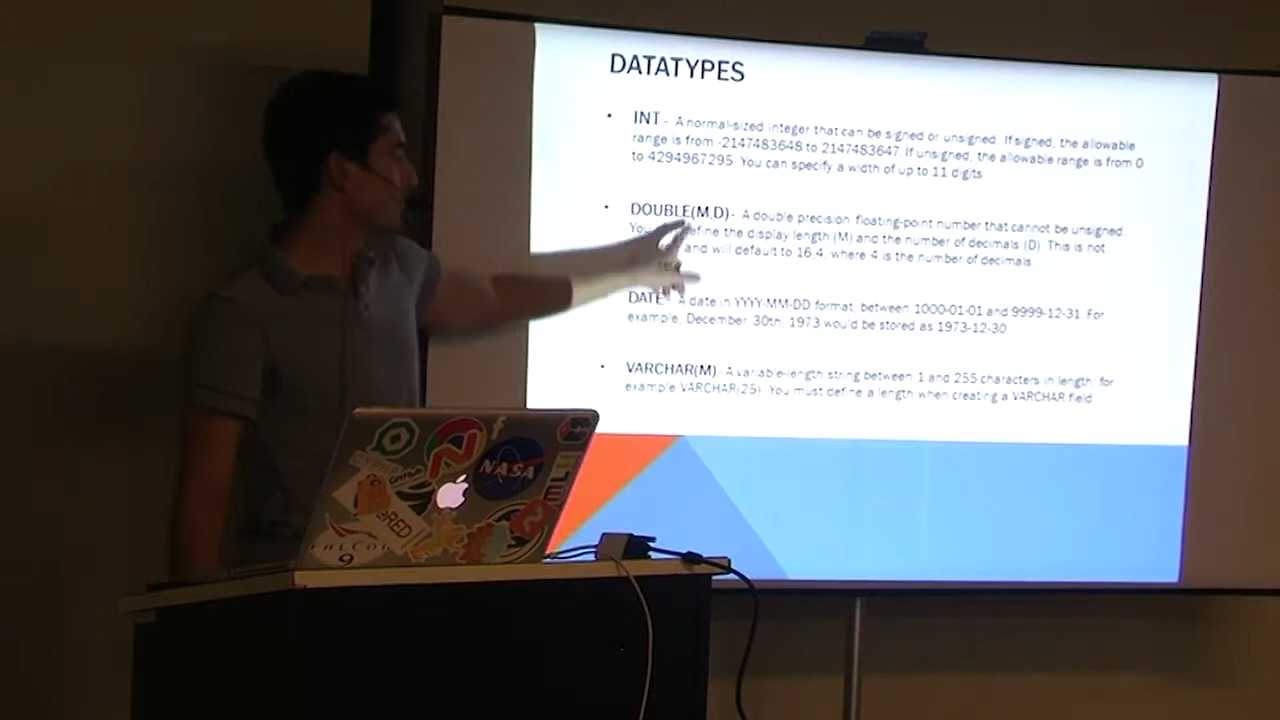 DATATYPES
• INT - A normal-sized integer that can be signed or unsigned. If signed, the allowable
range is from -2147483648 to 2147483647. If unsigned, the allowable range is from 0
to 4294967295. You can specify a width of up to 11 digits.
• DOUBLE(M,D) - A double precision floating-point number that cannot be unsigned.
You define the display length (M) and the number of decimals (D). This is not
and will default to 16,4, where 4 is the number of decimals.
DATE - A date in YYYY-MM-DD format, between 1000-01-01 and 9999-12-31. For
example, December 30th, 1973 would be stored as 1973-12-30
• VARCHAR(M) - A variable-length string between 1 and 255 characters in length; for
example VARCHAR(25). You must define a length when creating a VARCHAR field.
f
NASA
GitHub
RED
FALCON
9